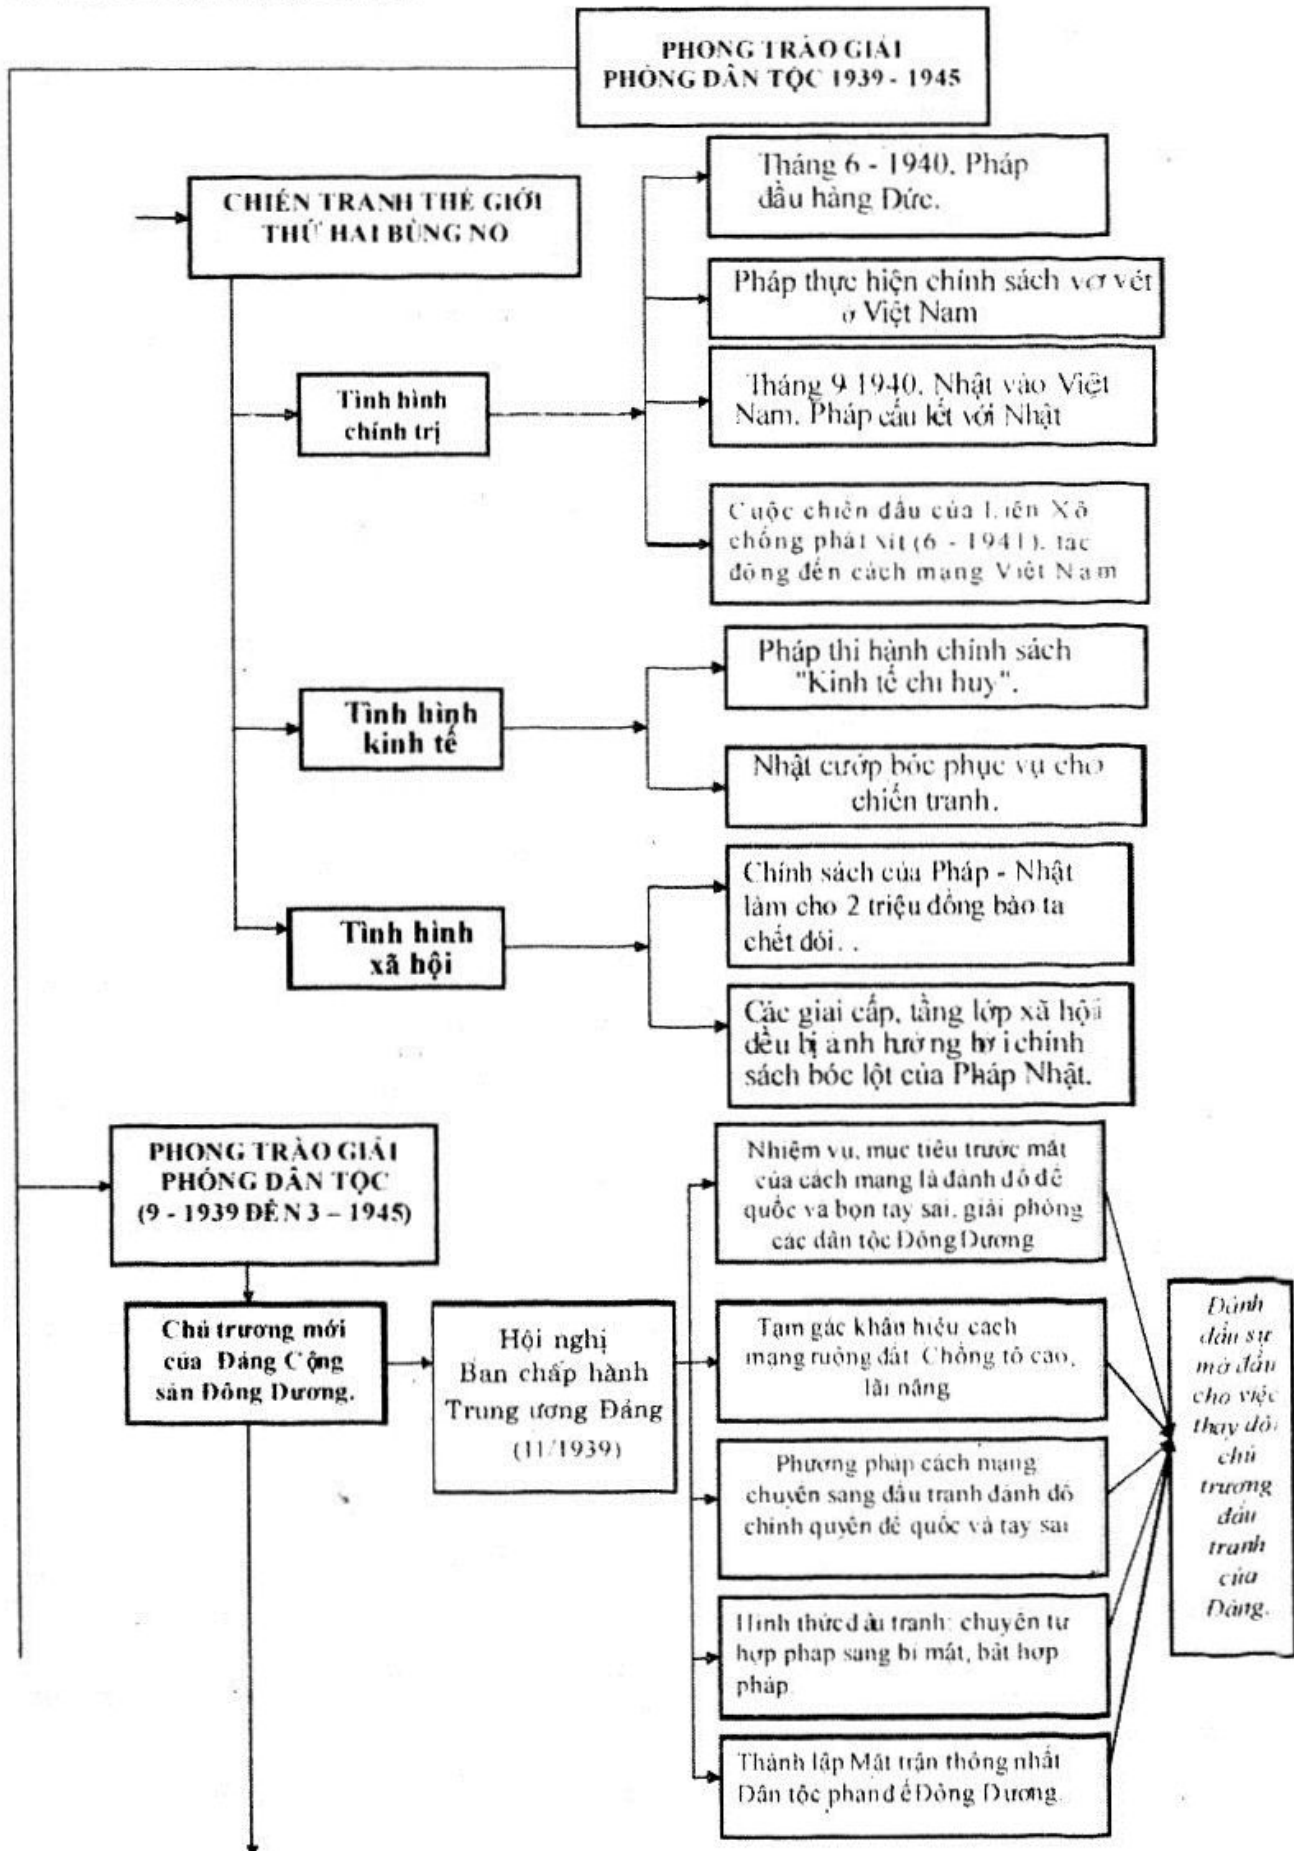 PHONG TRÀO GIẢI
PHÓNG DÂN TỘC 1939 - 1945
CHIẾN TRANH THẾ GIỚI
THỨ HAI BÙNG NỔ
Tháng 6 - 1940. Pháp
đầu hàng Đức.
Pháp thực hiện chính sách vơ vét
ở Việt Nam
Tình hình
chính trị
Tháng 9 1940. Nhật vào Việt
Nam. Pháp cấu kết với Nhật
Cuộc chiến đấu của Liên Xô
chống phát xít (6 - 1941). tác
động đến cách mạng Việt Nam
Tình hình
kinh tế
Pháp thi hành chính sách
"Kinh tế chỉ huy".
Nhật cướp bóc phục vụ cho
chiến tranh.
Tình hình
xã hội
Chính sách của Pháp - Nhật
làm cho 2 triệu đồng bào ta
chết đói. .
Các giai cấp, tầng lớp xã hội
đều bị ảnh hưởng bởi chính
sách bóc lột của Pháp Nhật.
PHONG TRÀO GIẢI
PHÓNG DÂN TỘC
(9 - 1939 ĐẾN 3 – 1945)
Chủ trương mới
của Đảng Cộng
sản Đông Dương.
Hội nghị
Ban chấp hành
Trung ương Đảng
(11/1939)
Nhiệm vụ, mục tiêu trước mắt
của cách mạng là đánh đổ đế
quốc và bọn tay sai, giải phóng
các dân tộc Đông Dương
Tạm gác khẩu hiệu cách
mạng ruộng đất. Chống tô cao,
lãi nặng
Phương pháp cách mạng
chuyển sang đấu tranh đánh đổ
chính quyền đế quốc và tay sai
Hình thức đấu tranh: chuyển từ
hợp pháp sang bí mật, bất hợp
pháp.
Thành lập Mặt trận thống nhất
Dân tộc phản đế Đông Dương.
Đánh
dấu sự
mở đầu
cho việc
thay đổi
chủ
trương
đấu
tranh
của
Đảng.